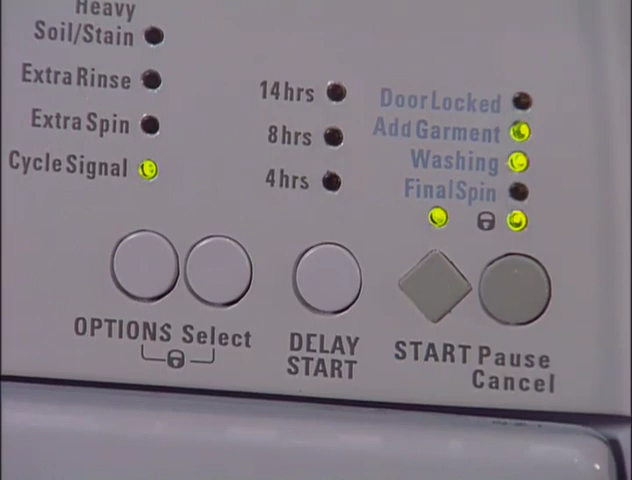 Heavy
Soil/Stain
Extra Rinse
Extra Spin
Cycle Signal
14hrs
8hrs
4hrs
Door Locked
Add Garment
Washing
Final Spin
OPTIONS Select
DELAY
START
START Pause
Cancel